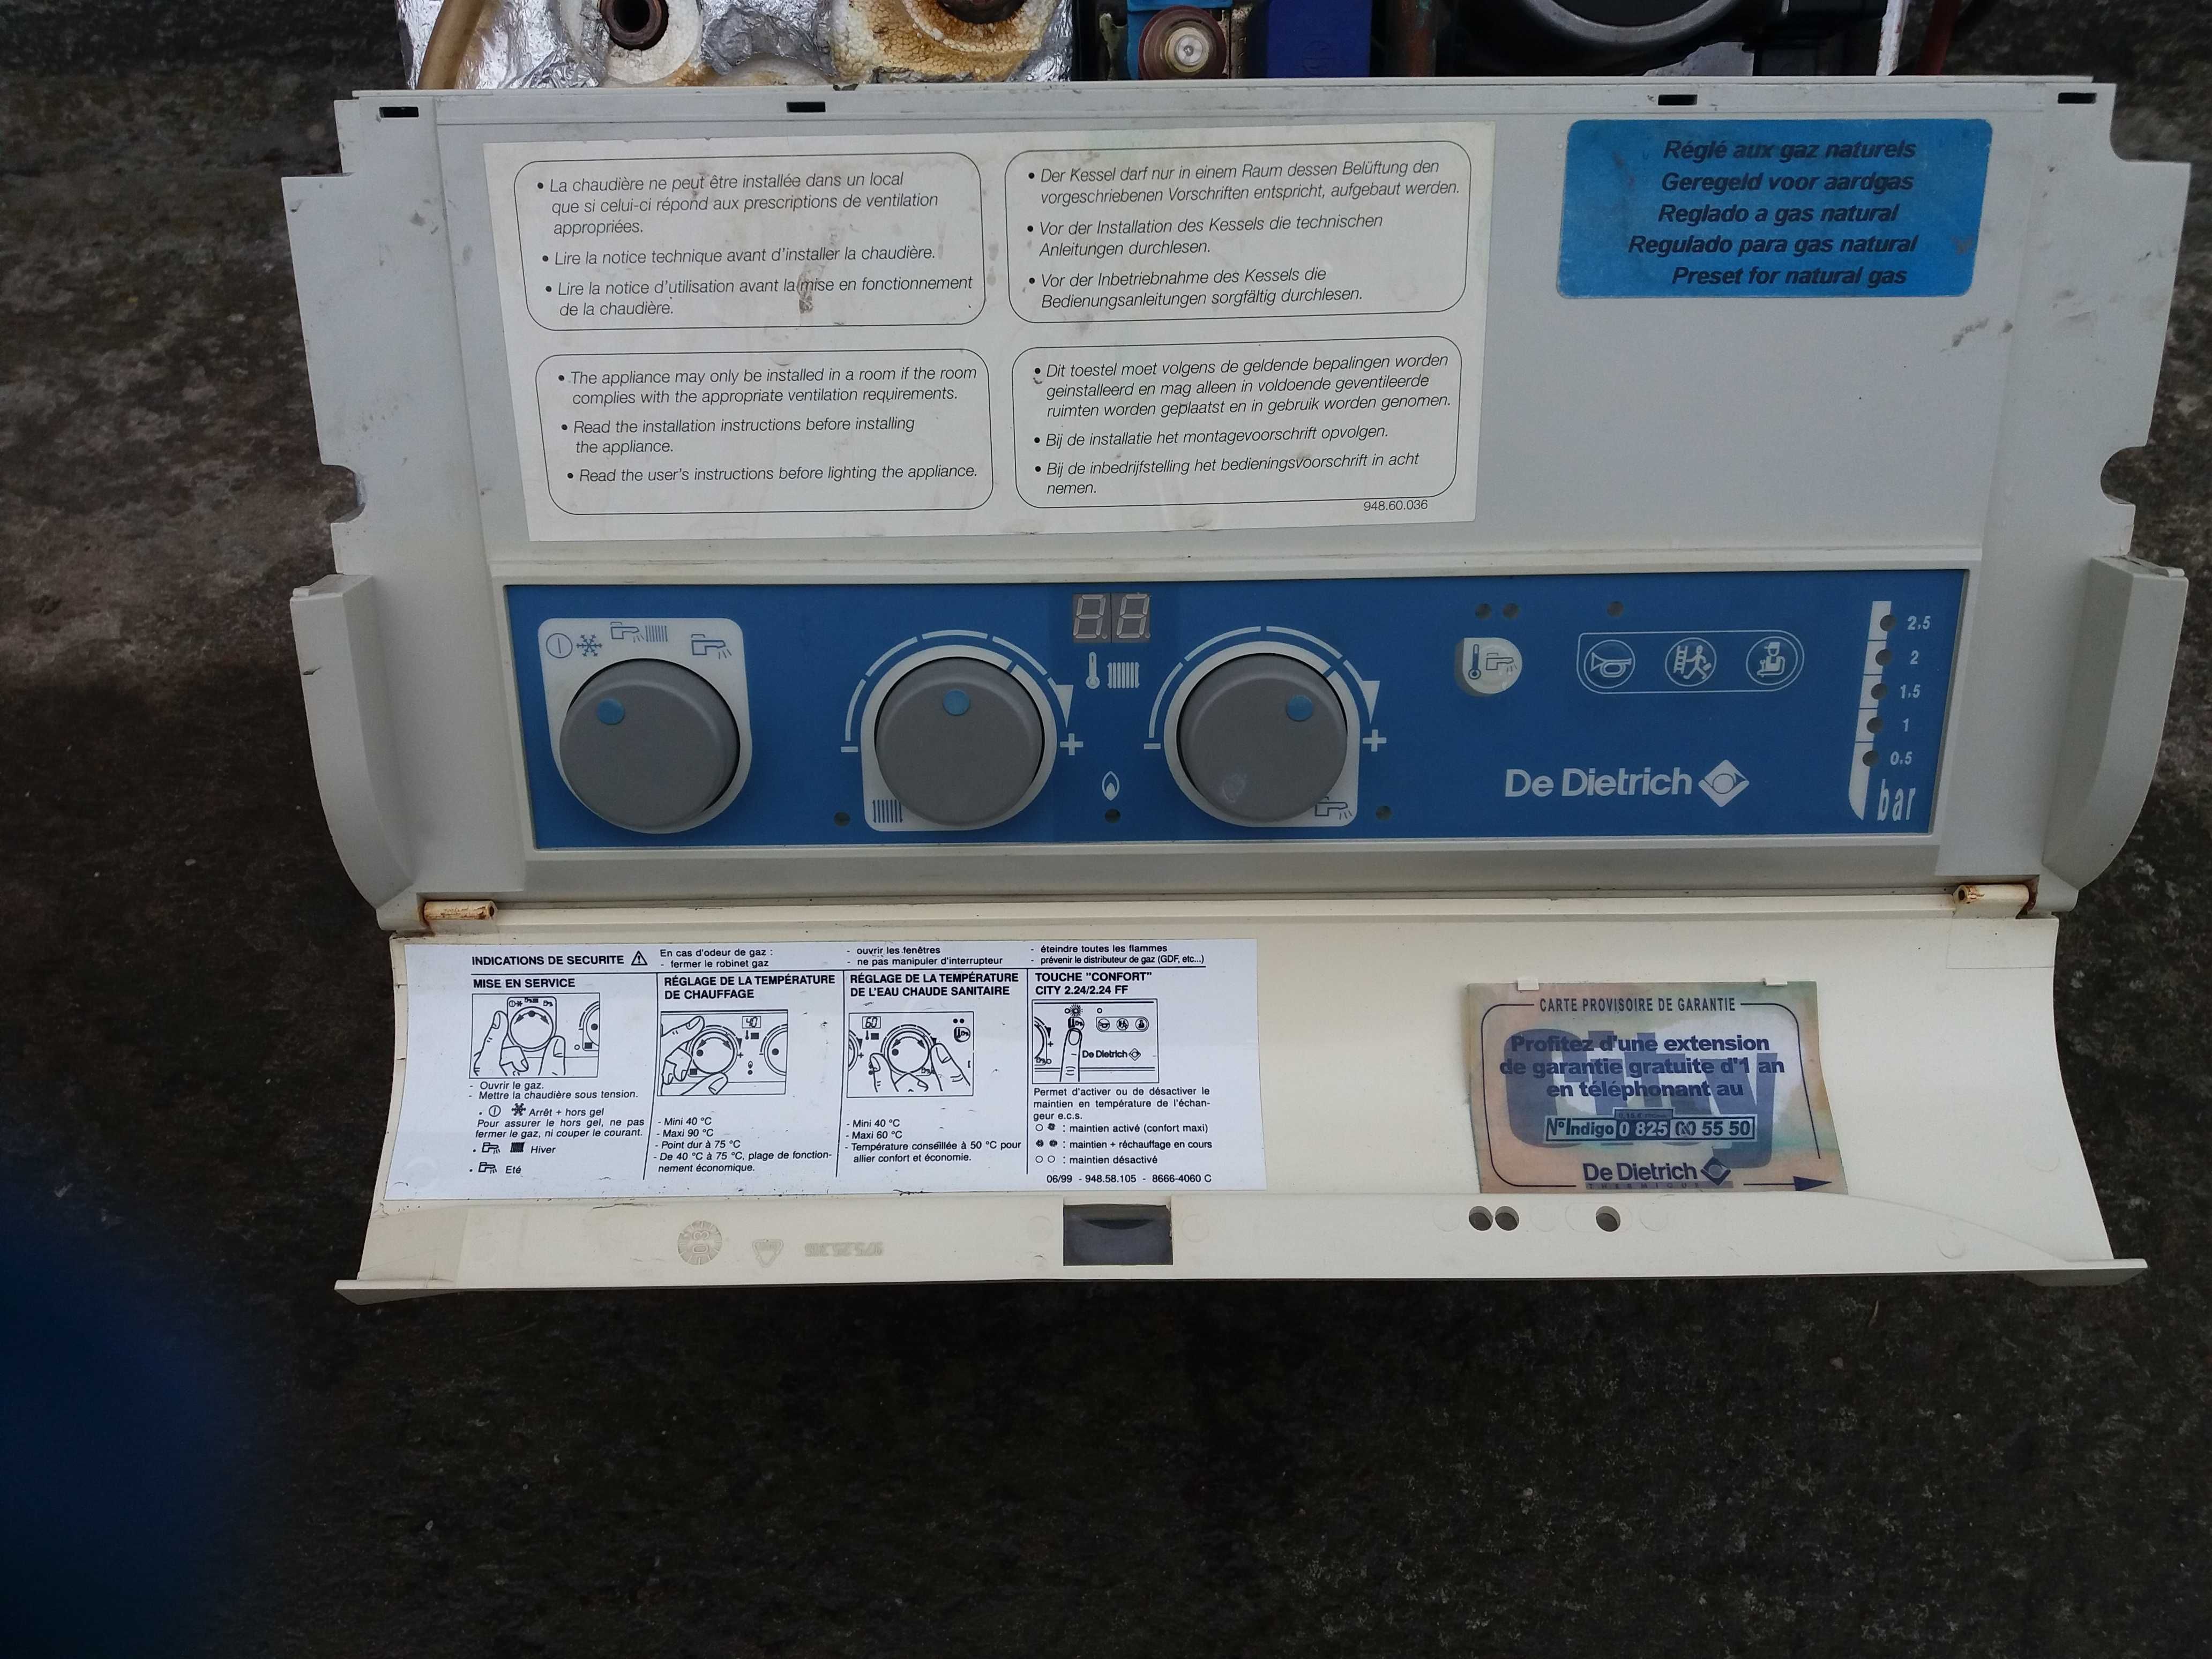 • La chaudière ne peut être installée dans un local
que si celui-ci répond aux prescriptions de ventilation
appropriées.
• Lire la notice technique avant d'installer la chaudière.
• Lire la notice d'utilisation avant la mise en fonctionnement
de la chaudière.
• Der Kessel darf nur in einem Raum dessen Belüftung den
vorgeschriebenen Vorschriften entspricht, aufgebaut werden.
• Vor der Installation des Kessels die technischen
Anleitungen durchlesen.
• Vor der Inbetriebnahme des Kessels die
Bedienungsanleitungen sorgfältig durchlesen.
• The appliance may only be installed in a room if the room
complies with the appropriate ventilation requirements.
• Read the installation instructions before installing
the appliance.
• Read the user's instructions before lighting the appliance.
• Dit toestel moet volgens de geldende bepalingen worden
geinstalleerd en mag alleen in voldoende geventileerde
ruimten worden geplaatst en in gebruik worden genomen.
• Bij de installatie het montagevoorschrift opvolgen.
• Bij de inbedrijfstelling het bedieningsvoorschrift in acht
nemen.
948.60.036
Réglé aux gaz naturels
Geregeld voor aardgas
Reglado a gas natural
Regulado para gas natural
Preset for natural gas
- +
- +
De Dietrich
2,5
2
1,5
1
0,5
bar
INDICATIONS DE SECURITE
En cas d'odeur de gaz :
- fermer le robinet gaz
- ouvrir les fenêtres
- ne pas manipuler d'interrupteur
- éteindre toutes les flammes
- prévenir le distributeur de gaz (GDF, etc...)
MISE EN SERVICE
- Ouvrir le gaz.
- Mettre la chaudière sous tension.
• Arrêt + hors gel
Pour assurer le hors gel, ne pas
fermer le gaz, ni couper le courant.
• Hiver
• Eté
RÉGLAGE DE LA TEMPÉRATURE
DE CHAUFFAGE
40
- Mini 40 °C
- Maxi 90 °C
- Point dur à 75 °C
- De 40 °C à 75 °C, plage de fonction-
nement économique.
RÉGLAGE DE LA TEMPÉRATURE
DE L'EAU CHAUDE SANITAIRE
60
- Mini 40 °C
- Maxi 60 °C
- Température conseillée à 50 °C pour
allier confort et économie.
TOUCHE "CONFORT"
CITY 2.24/2.24 FF
De Dietrich
Permet d'activer ou de désactiver le
maintien en température de l'échan-
geur e.c.s.
: maintien activé (confort maxi)
: maintien + réchauffage en cours
: maintien désactivé
06/99 - 948.58.105 - 8666-4060 C
CARTE PROVISOIRE DE GARANTIE
City
Profitez d'une extension
de garantie gratuite d'1 an
en téléphonant au
N° Indigo 0 825 00 55 50
De Dietrich
THERMIQUE